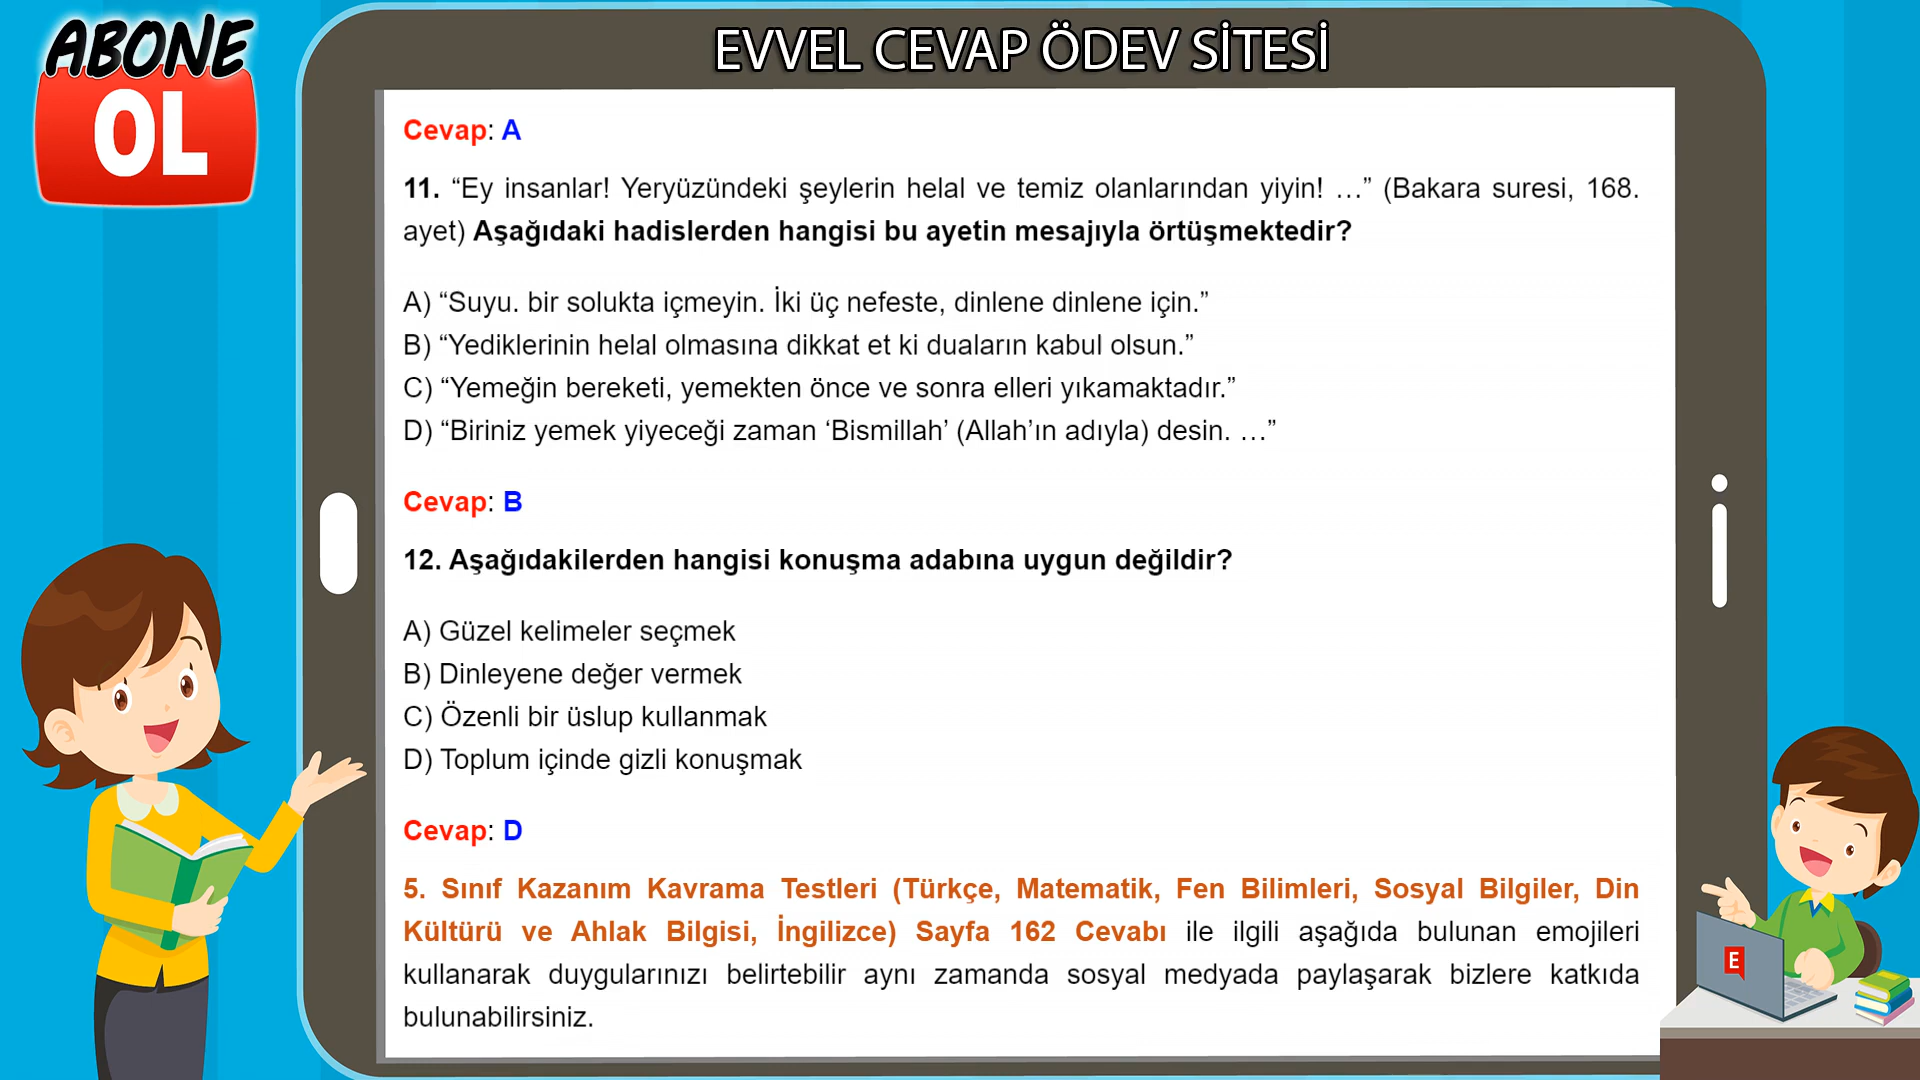 ABONE
OL
EVVEL CEVAP ÖDEV SİTESİ
Cevap: A
11. “Ey insanlar! Yeryüzündeki şeylerin helal ve temiz olanlarından yiyin! …” (Bakara suresi, 168.
ayet) Aşağıdaki hadislerden hangisi bu ayetin mesajıyla örtüşmektedir?
A) “Suyu. bir solukta içmeyin. İki üç nefeste, dinlene dinlene için.”
B) “Yediklerinin helal olmasına dikkat et ki duaların kabul olsun.”
C) “Yemeğin bereketi, yemekten önce ve sonra elleri yıkamaktadır.”
D) “Biriniz yemek yiyeceği zaman ‘Bismillah’ (Allah’ın adıyla) desin. …”
Cevap: B
12. Aşağıdakilerden hangisi konuşma adabına uygun değildir?
A) Güzel kelimeler seçmek
B) Dinleyene değer vermek
C) Özenli bir üslup kullanmak
D) Toplum içinde gizli konuşmak
Cevap: D
5. Sınıf Kazanım Kavrama Testleri (Türkçe, Matematik, Fen Bilimleri, Sosyal Bilgiler, Din
Kültürü ve Ahlak Bilgisi, İngilizce) Sayfa 162 Cevabı ile ilgili aşağıda bulunan emojileri
kullanarak duygularınızı belirtebilir aynı zamanda sosyal medyada paylaşarak bizlere katkıda
bulunabilirsiniz.
E